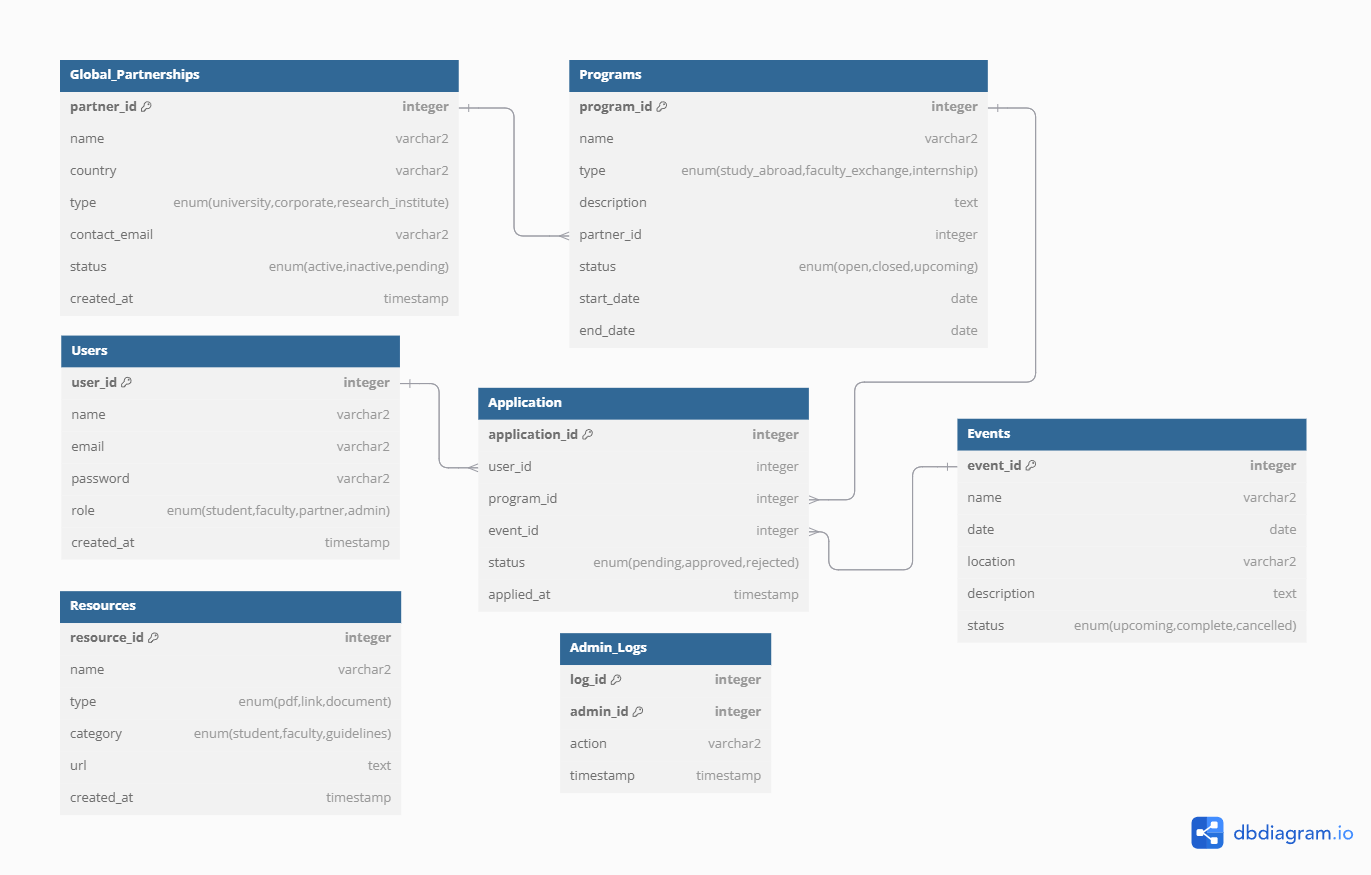 Global_Partnerships
partner_id integer
name varchar2
country varchar2
type enum(university,corporate,research_institute)
contact_email varchar2
status enum(active,inactive,pending)
created_at timestamp
Programs
program_id integer
name varchar2
type enum(study_abroad,faculty_exchange,internship)
description text
partner_id integer
status enum(open,closed,upcoming)
start_date date
end_date date
Users
user_id integer
name varchar2
email varchar2
password varchar2
role enum(student,faculty,partner,admin)
created_at timestamp
Application
application_id integer
user_id integer
program_id integer
event_id integer
status enum(pending,approved,rejected)
applied_at timestamp
Events
event_id integer
name varchar2
date date
location varchar2
description text
status enum(upcoming,complete,cancelled)
Resources
resource_id integer
name varchar2
type enum(pdf,link,document)
category enum(student,faculty,guidelines)
url text
created_at timestamp
Admin_Logs
log_id integer
admin_id integer
action varchar2
timestamp timestamp
dbdiagram.io